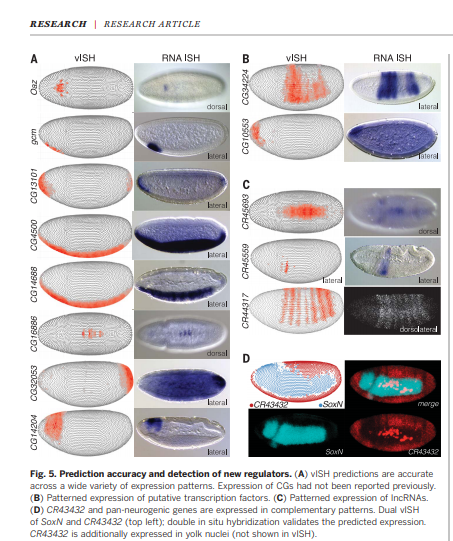 RESEARCH | RESEARCH ARTICLE
A vISH RNA ISH
Oaz dorsal
gcm lateral
CG13101 lateral
CG4500 lateral
CG14688 lateral
CG16886 dorsal
CG32053 lateral
CG14204 lateral
B vISH RNA ISH
CG34224 lateral
CG10553 lateral
C
CR45693 dorsal
CR45559 lateral lateral
CR44317 dorsolateral
D
CR43432 SoxN merge
SoxN CR43432
Fig. 5. Prediction accuracy and detection of new regulators. (A) vISH predictions are accurate
across a wide variety of expression patterns. Expression of CGs had not been reported previously.
(B) Patterned expression of putative transcription factors. (C) Patterned expression of lncRNAs.
(D) CR43432 and pan-neurogenic genes are expressed in complementary patterns. Dual vISH
of SoxN and CR43432 (top left); double in situ hybridization validates the predicted expression.
CR43432 is additionally expressed in yolk nuclei (not shown in vISH).